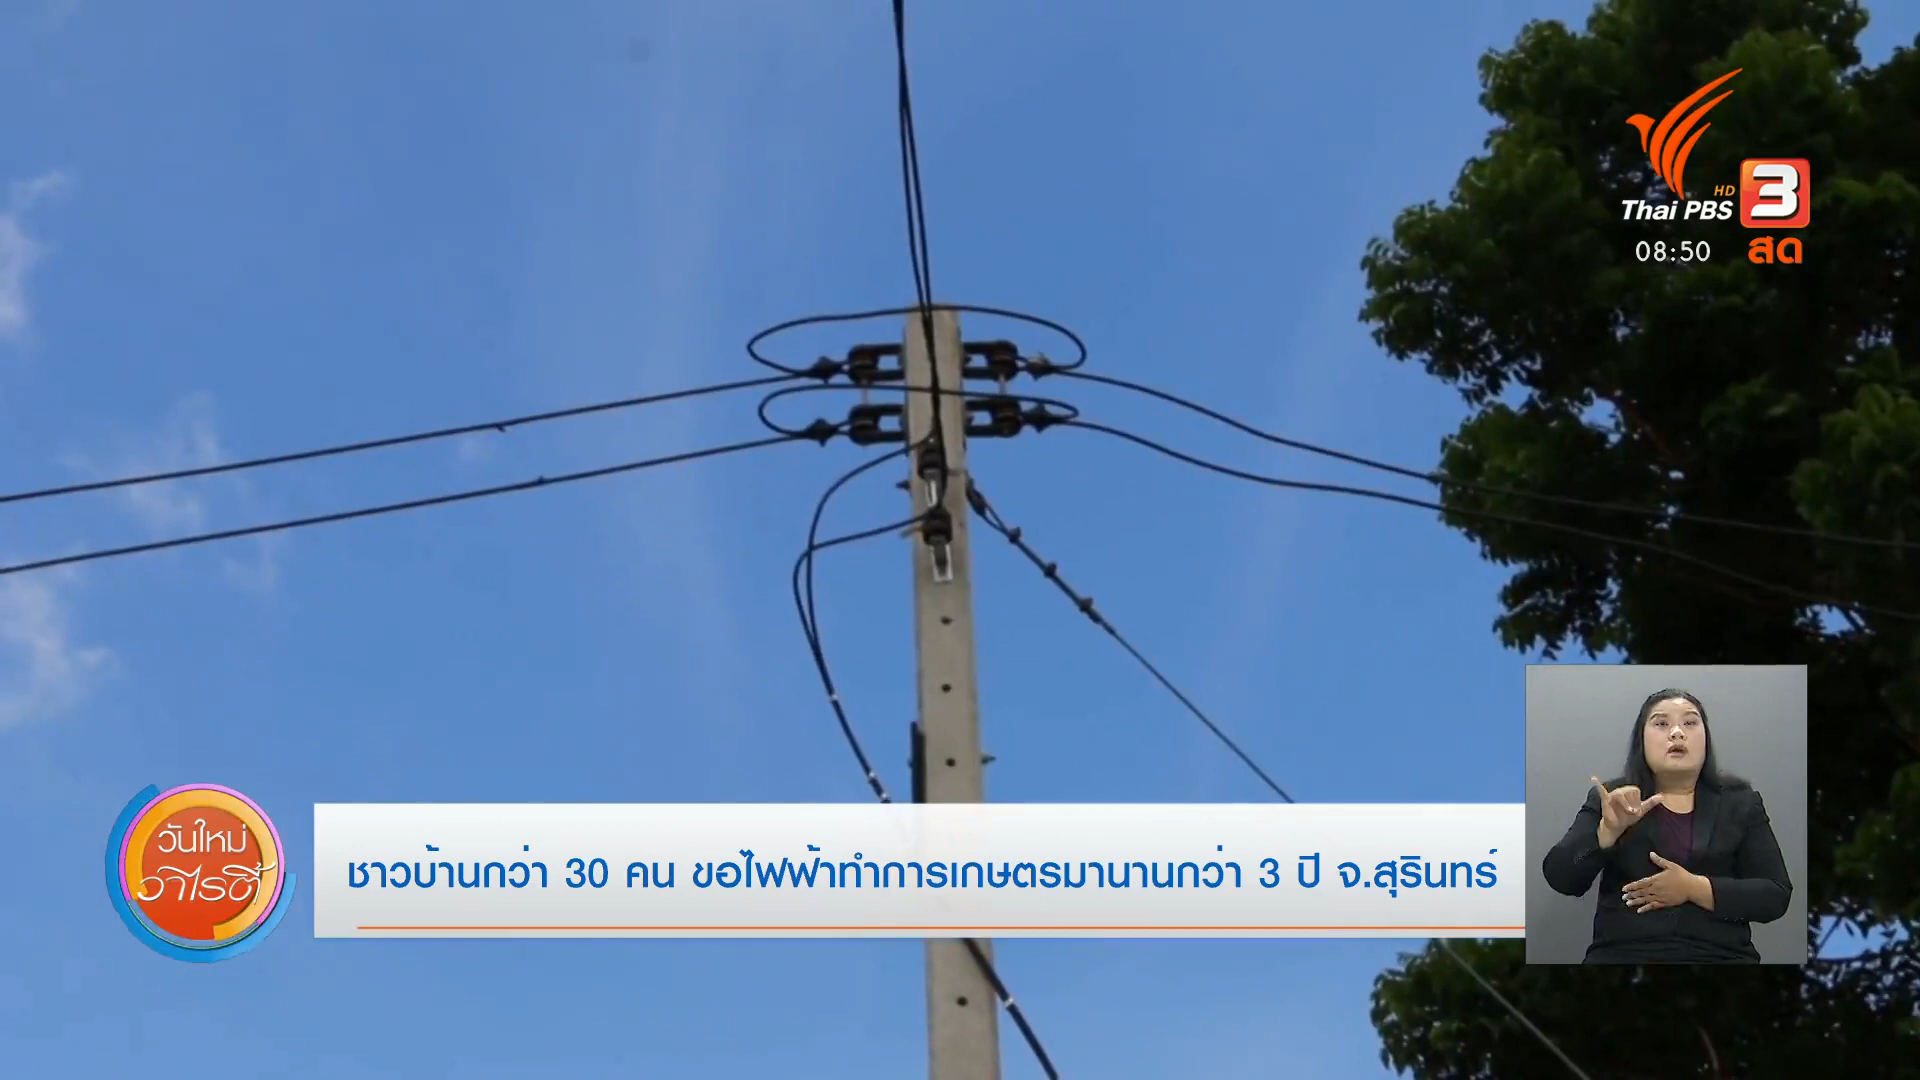 HD
Thai PBS 3
08:50 สด
วันใหม่
วาไรตี้
ชาวบ้านกว่า 30 คน ขอไฟฟ้าทำการเกษตรมานานกว่า 3 ปี จ.สุรินทร์